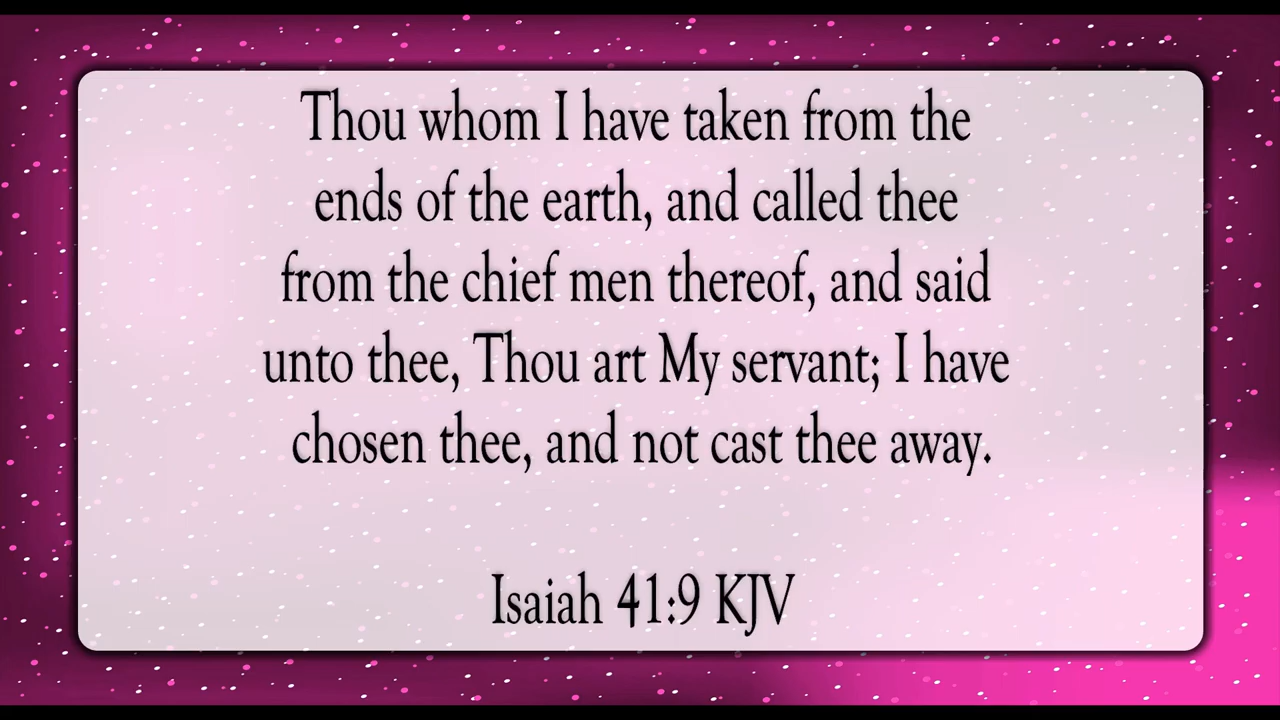 Thou whom I have taken from the
ends of the earth, and called thee
from the chief men thereof, and said
unto thee, Thou art My servant; I have
chosen thee, and not cast thee away.
Isaiah 41:9 KJV